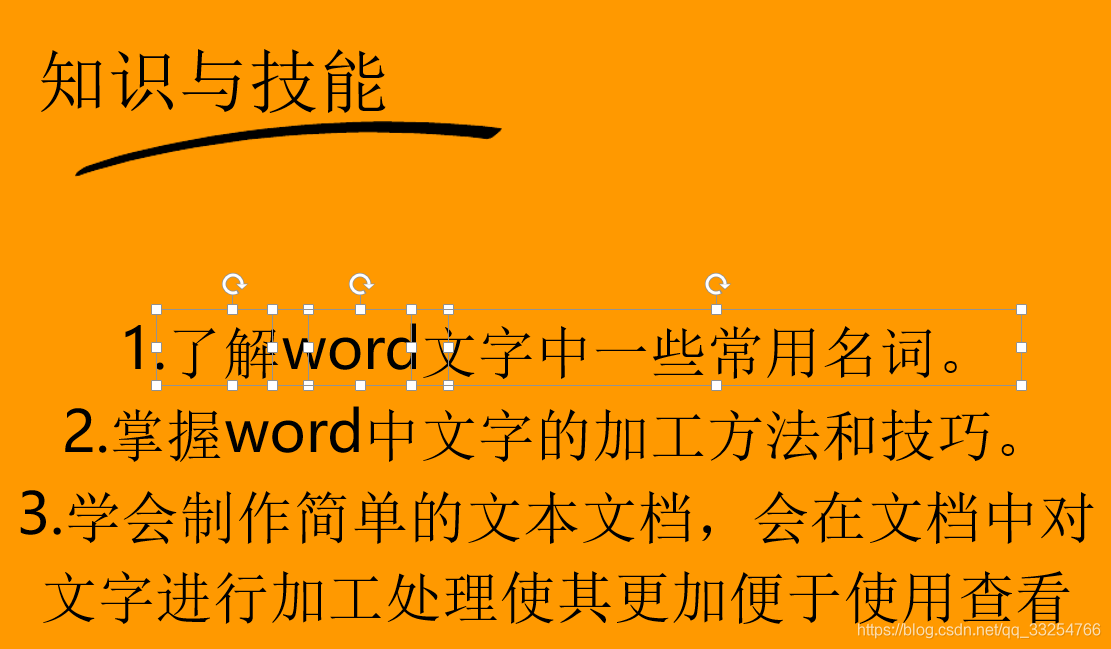 知识与技能
1.了解word文字中一些常用名词。
2.掌握word中文字的加工方法和技巧。
3.学会制作简单的文本文档，会在文档中对
文字进行加工处理使其更加便于使用查看
https://blog.csdn.net/qq_33254766